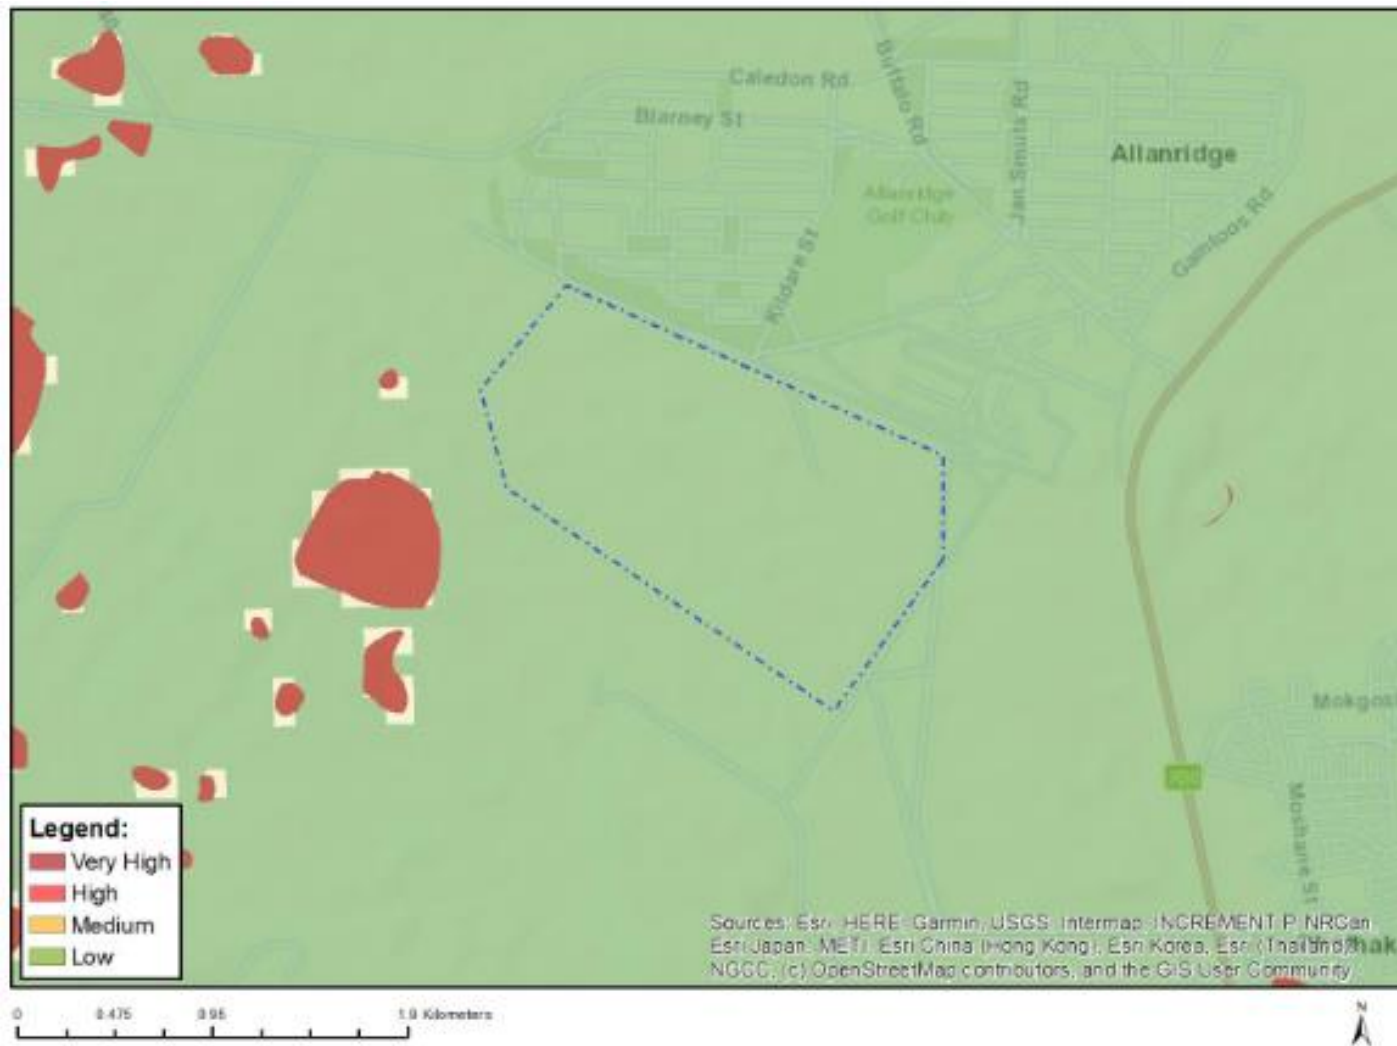 Caledon Rd
Blarney St
Buffalo Rd
Jan Smuts Rd
Allanridge
Allanridge
Golf Club
Gamtoos Rd
Kildare St
Mokgos
Moshane St
Legend:
Very High
High
Medium
Low
Sources: Esri, HERE, Garmin, USGS, Intermap, INCREMENT P, NRCan,
Esri Japan, METI, Esri China (Hong Kong), Esri Korea, Esri (Thailand),
NGCC, (c) OpenStreetMap contributors, and the GIS User Community
0 0.475 0.95 1.9 Kilometers
N